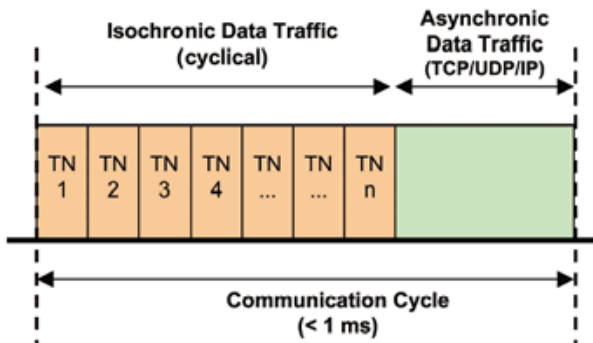 Isochronic Data Traffic
(cyclical)
Asynchronic
Data Traffic
(TCP/UDP/IP)
TN
1
TN
2
TN
3
TN
4
TN
...
TN
...
TN
n
Communication Cycle
(< 1 ms)